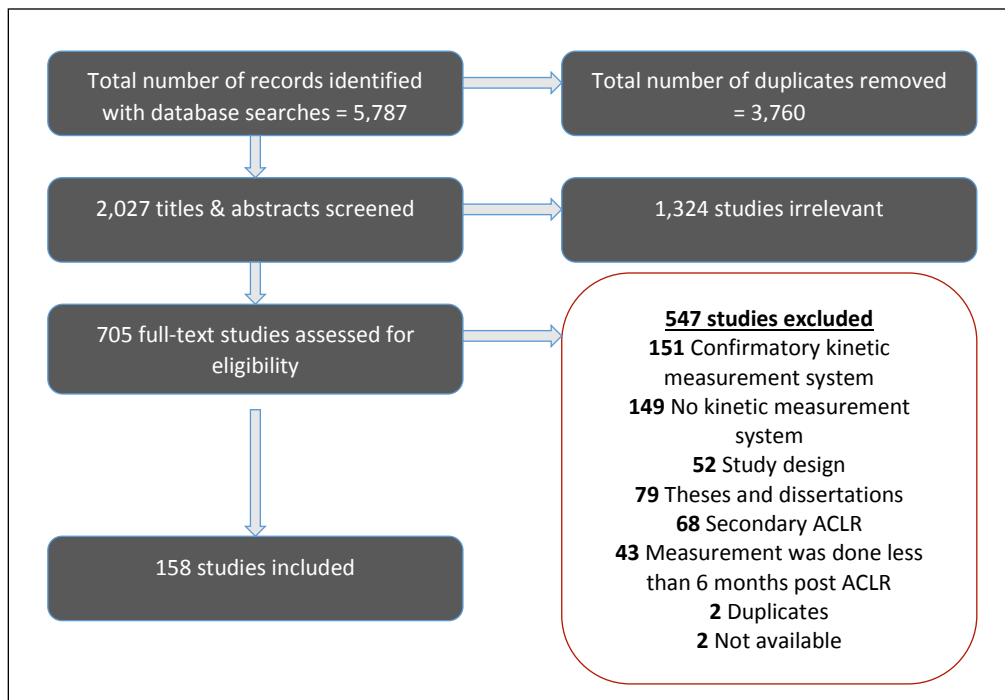 Total number of records identified
with database searches = 5,787
Total number of duplicates removed
= 3,760
2,027 titles & abstracts screened
1,324 studies irrelevant
705 full-text studies assessed for
eligibility
547 studies excluded
151 Confirmatory kinetic
measurement system
149 No kinetic measurement
system
52 Study design
79 Theses and dissertations
68 Secondary ACLR
43 Measurement was done less
than 6 months post ACLR
2 Duplicates
2 Not available
158 studies included